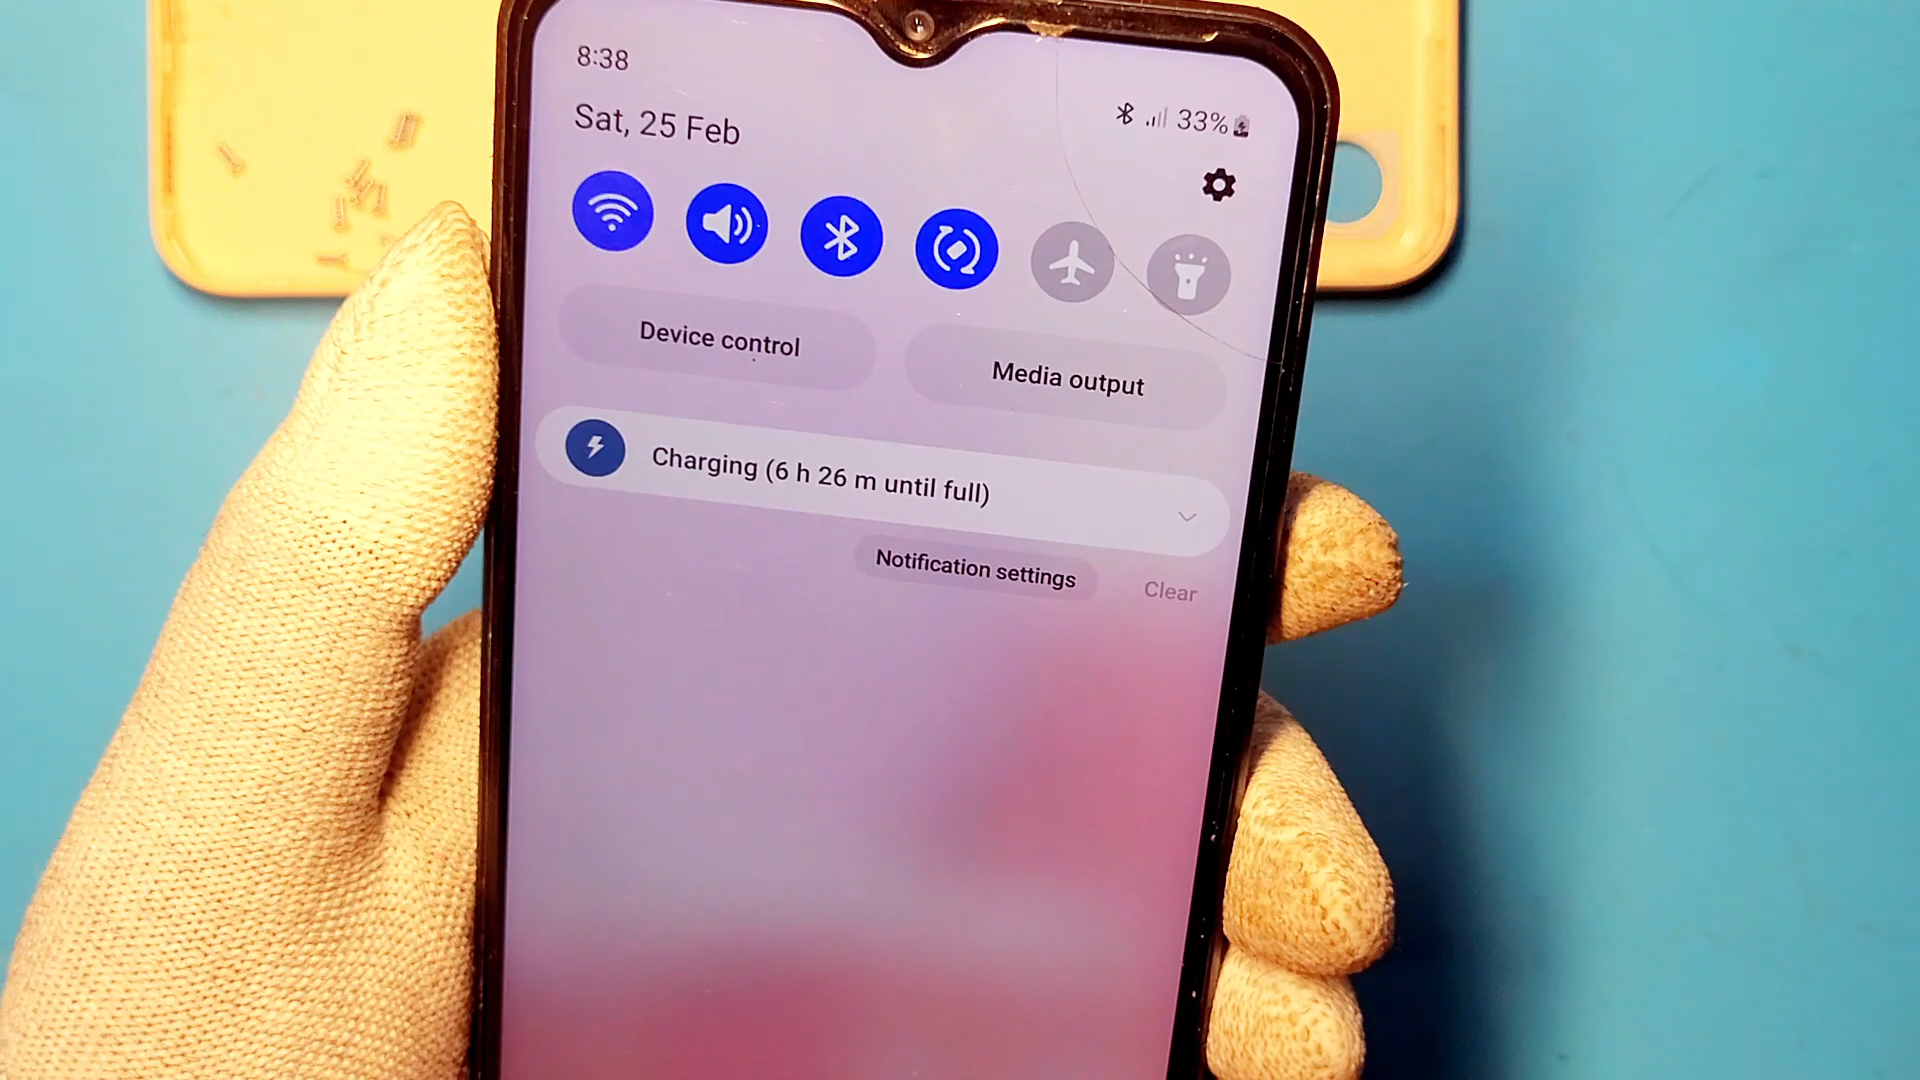 8:38
33%
Sat, 25 Feb
Device control
Media output
Charging (6 h 26 m until full)
Notification settings
Clear